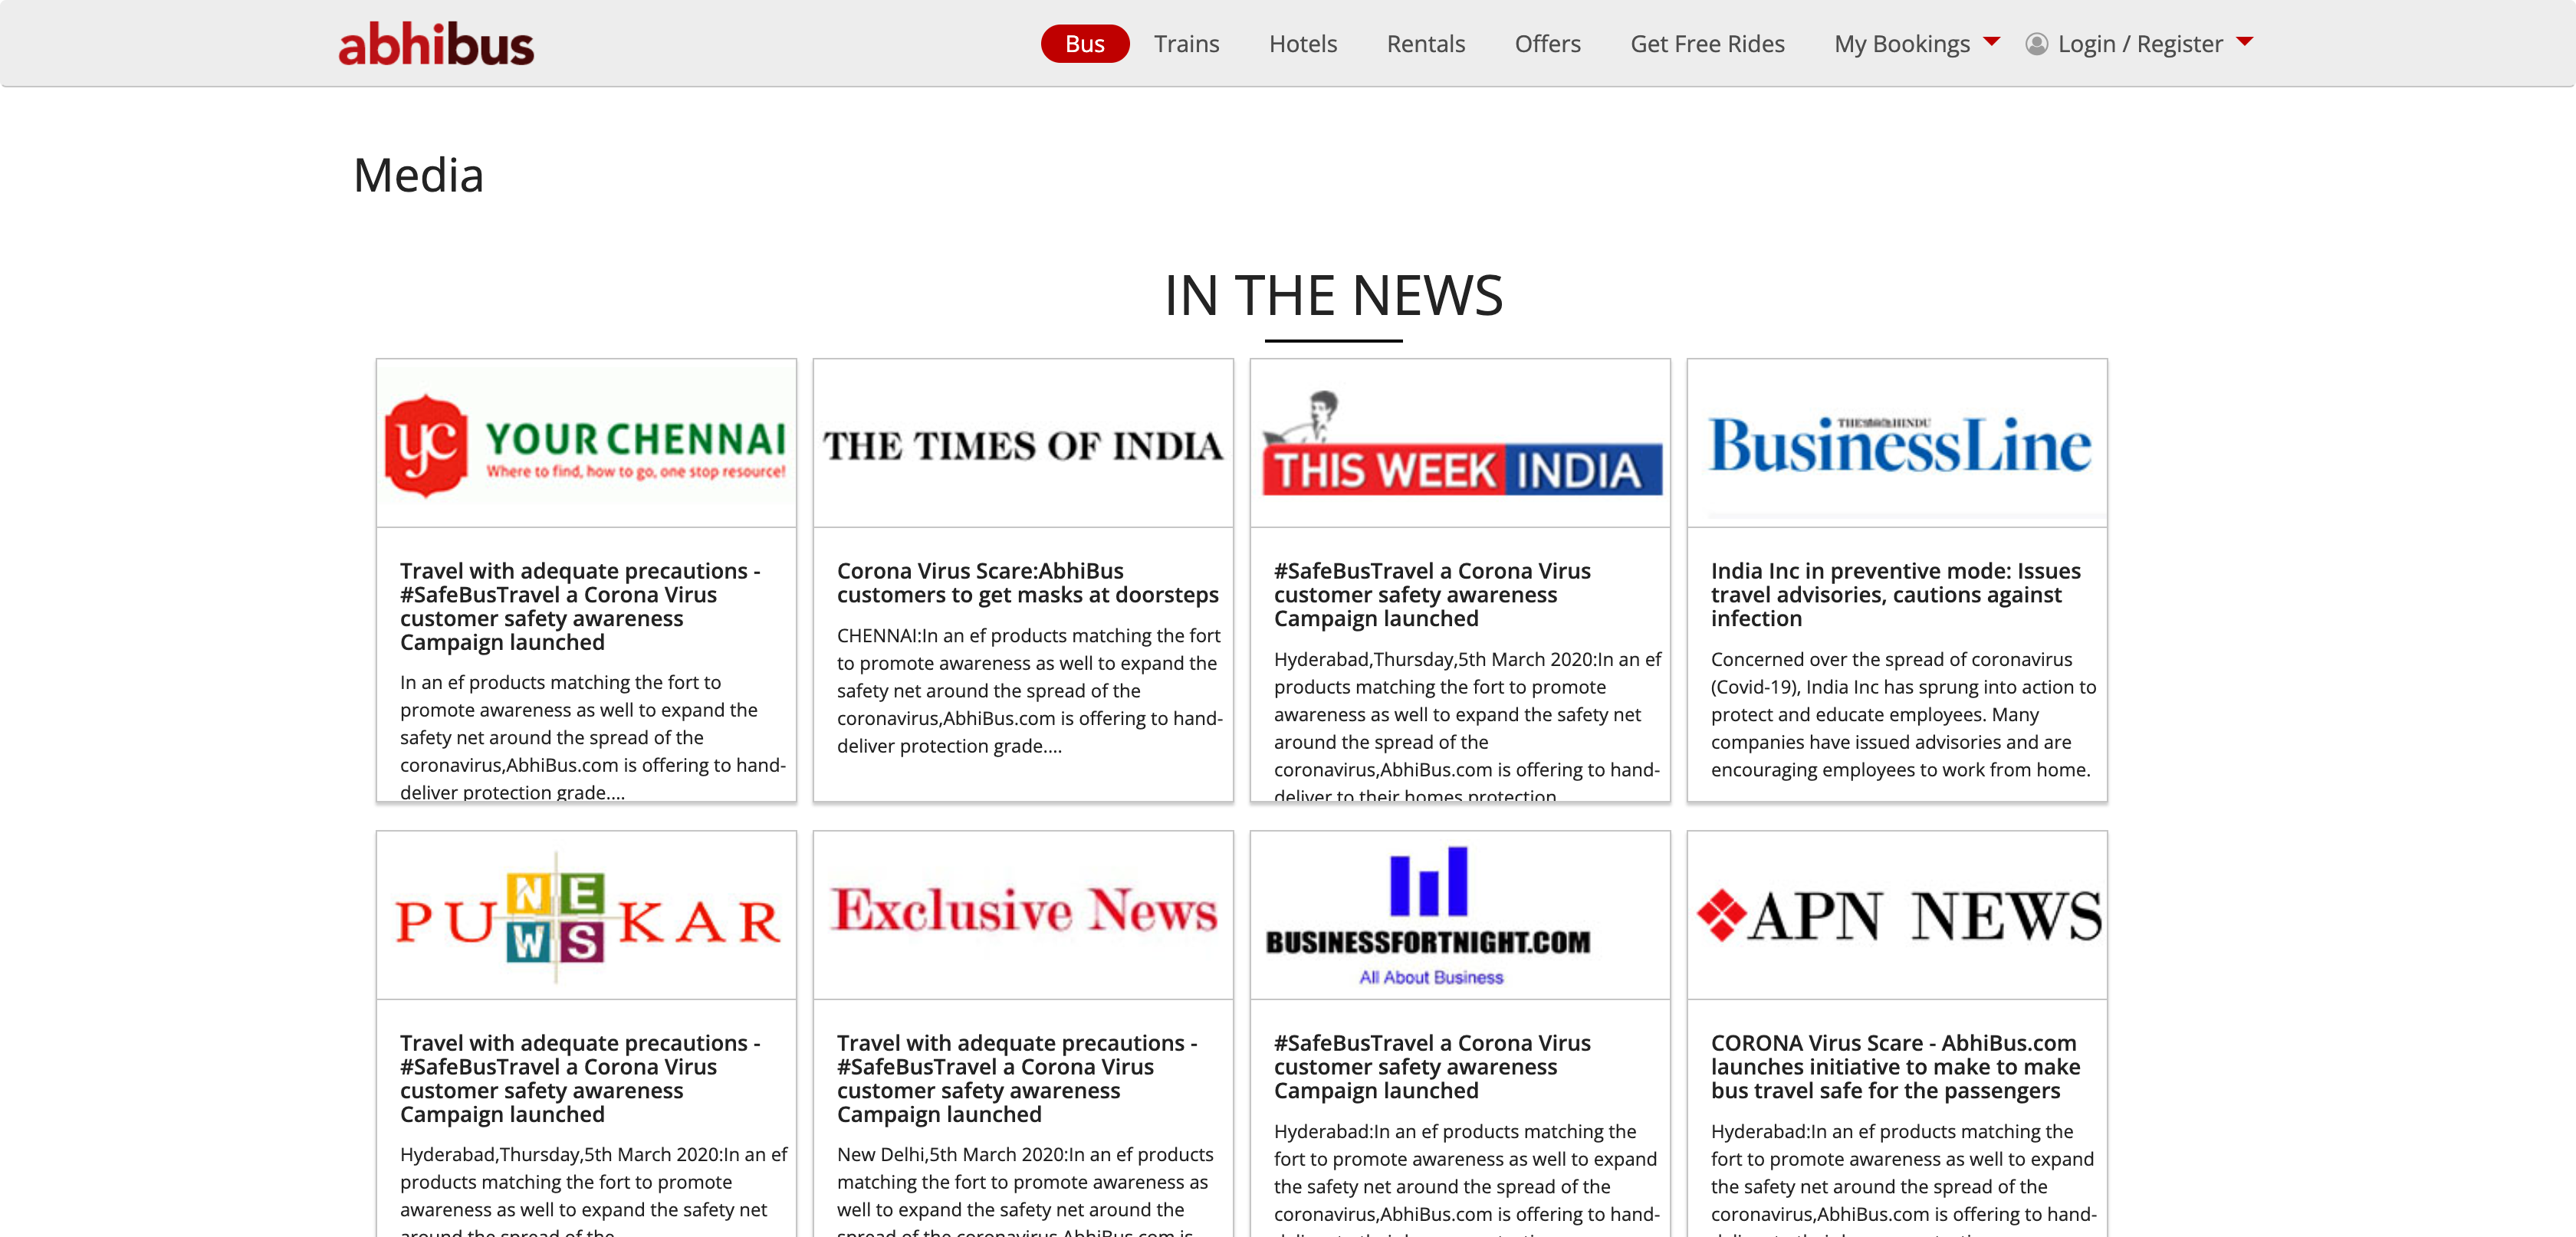 abhibus
Bus
Trains
Hotels
Rentals
Offers
Get Free Rides
My Bookings
Login / Register
Media
IN THE NEWS
yc
YOUR CHENNAI
Where to find, how to go, one stop resource!
Travel with adequate precautions -
#SafeBusTravel a Corona Virus
customer safety awareness
Campaign launched
In an ef products matching the fort to
promote awareness as well to expand the
safety net around the spread of the
coronavirus,AbhiBus.com is offering to hand-
deliver protection grade....
THE TIMES OF INDIA
Corona Virus Scare:AbhiBus
customers to get masks at doorsteps
CHENNAI:In an ef products matching the fort
to promote awareness as well to expand the
safety net around the spread of the
coronavirus,AbhiBus.com is offering to hand-
deliver protection grade....
THIS WEEK INDIA
#SafeBusTravel a Corona Virus
customer safety awareness
Campaign launched
Hyderabad,Thursday,5th March 2020:In an ef
products matching the fort to promote
awareness as well to expand the safety net
around the spread of the
coronavirus,AbhiBus.com is offering to hand-
deliver to their homes protection
THE HINDU
BusinessLine
India Inc in preventive mode: Issues
travel advisories, cautions against
infection
Concerned over the spread of coronavirus
(Covid-19), India Inc has sprung into action to
protect and educate employees. Many
companies have issued advisories and are
encouraging employees to work from home.
PU NEWS KAR
Travel with adequate precautions -
#SafeBusTravel a Corona Virus
customer safety awareness
Campaign launched
Hyderabad,Thursday,5th March 2020:In an ef
products matching the fort to promote
awareness as well to expand the safety net
around the spread of the
Exclusive News
Travel with adequate precautions -
#SafeBusTravel a Corona Virus
customer safety awareness
Campaign launched
New Delhi,5th March 2020:In an ef products
matching the fort to promote awareness as
well to expand the safety net around the
spread of the coronavirus,AbhiBus.com is
BUSINESSFORTNIGHT.COM
All About Business
#SafeBusTravel a Corona Virus
customer safety awareness
Campaign launched
Hyderabad:In an ef products matching the
fort to promote awareness as well to expand
the safety net around the spread of the
coronavirus,AbhiBus.com is offering to hand-
APN NEWS
CORONA Virus Scare - AbhiBus.com
launches initiative to make to make
bus travel safe for the passengers
Hyderabad:In an ef products matching the
fort to promote awareness as well to expand
the safety net around the spread of the
coronavirus,AbhiBus.com is offering to hand-